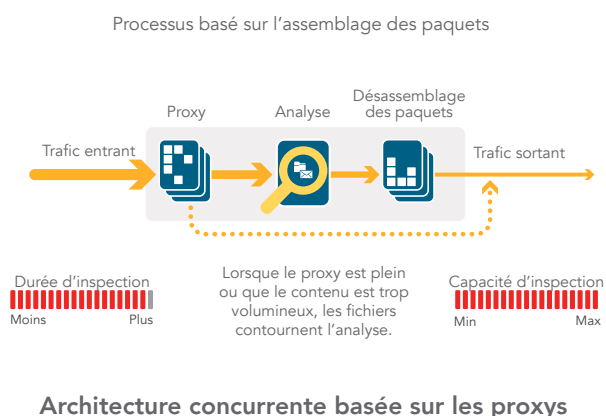 Processus basé sur l’assemblage des paquets
Proxy
Analyse
Désassemblage
des paquets
Trafic entrant
Trafic sortant
Durée d’inspection
Moins
Plus
Lorsque le proxy est plein
ou que le contenu est trop
volumineux, les fichiers
contournent l’analyse.
Capacité d’inspection
Min
Max
Architecture concurrente basée sur les proxys